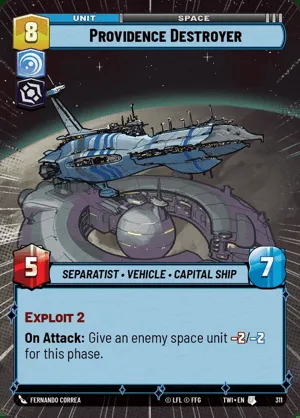 UNIT
SPACE
8
PROVIDENCE DESTROYER
5
7
SEPARATIST • VEHICLE • CAPITAL SHIP
EXPLOIT 2
On Attack: Give an enemy space unit -2/-2
for this phase.
FERNANDO CORREA
© LFL © FFG
TWI • EN
311